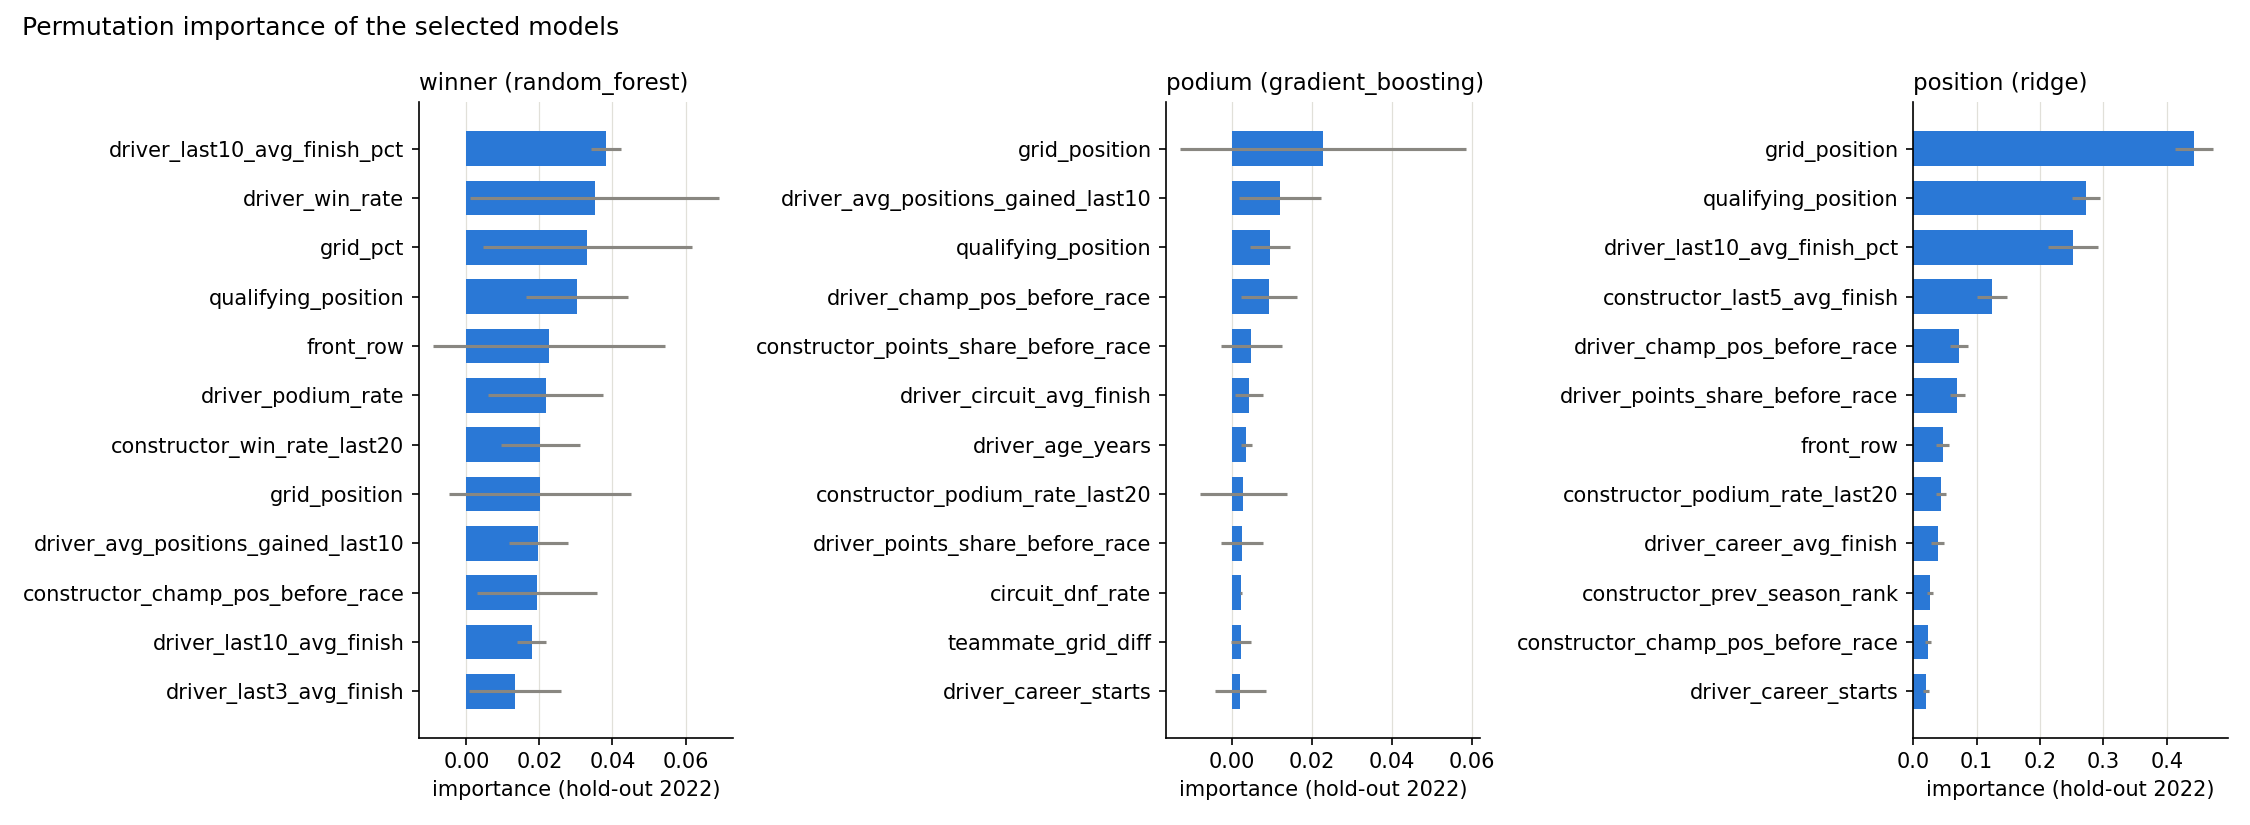 Permutation importance of the selected models
winner (random_forest)
driver_last10_avg_finish_pct
driver_win_rate
grid_pct
qualifying_position
front_row
driver_podium_rate
constructor_win_rate_last20
grid_position
driver_avg_positions_gained_last10
constructor_champ_pos_before_race
driver_last10_avg_finish
driver_last3_avg_finish
0.00 0.02 0.04 0.06
importance (hold-out 2022)
podium (gradient_boosting)
grid_position
driver_avg_positions_gained_last10
qualifying_position
driver_champ_pos_before_race
constructor_points_share_before_race
driver_circuit_avg_finish
driver_age_years
constructor_podium_rate_last20
driver_points_share_before_race
circuit_dnf_rate
teammate_grid_diff
driver_career_starts
0.00 0.02 0.04 0.06
importance (hold-out 2022)
position (ridge)
grid_position
qualifying_position
driver_last10_avg_finish_pct
constructor_last5_avg_finish
driver_champ_pos_before_race
driver_points_share_before_race
front_row
constructor_podium_rate_last20
driver_career_avg_finish
constructor_prev_season_rank
constructor_champ_pos_before_race
driver_career_starts
0.0 0.1 0.2 0.3 0.4
importance (hold-out 2022)